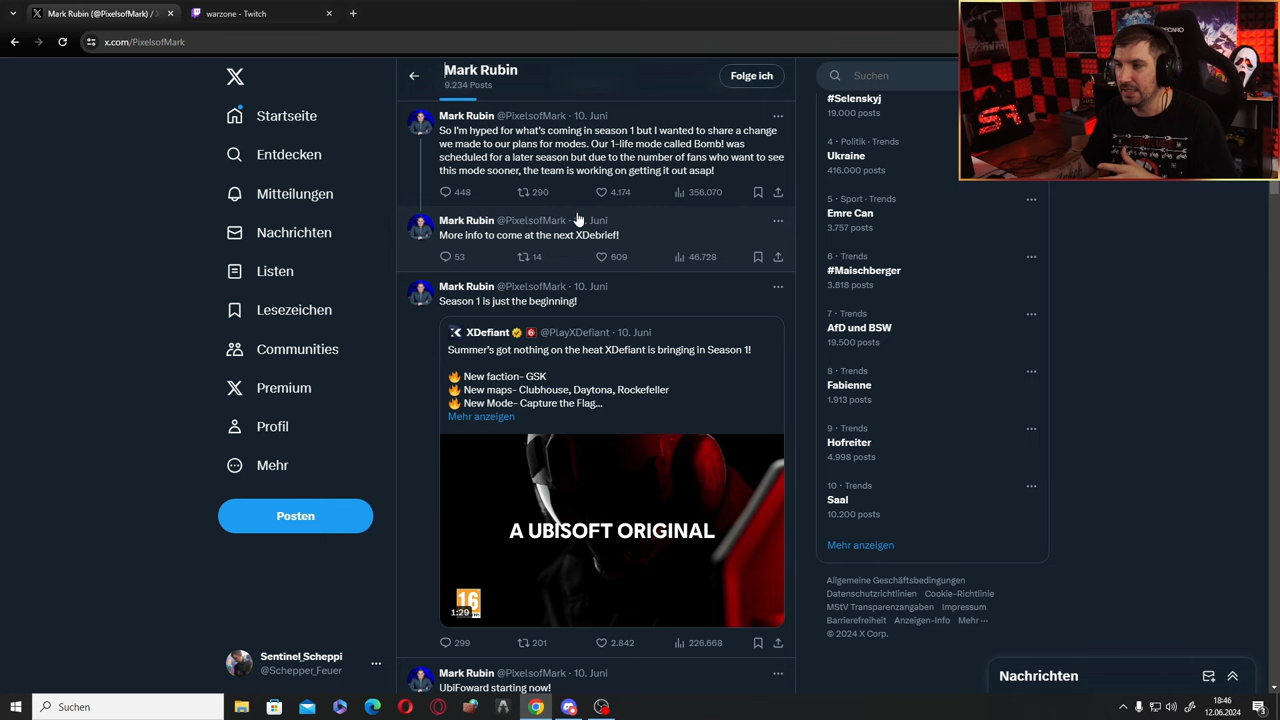 Mark Rubin (@PixelsofMark) /
warzone - Twitch
x.com/PixelsofMark
Startseite
Entdecken
Mitteilungen
Nachrichten
Listen
Lesezeichen
Communities
Premium
Profil
Mehr
Posten
Sentinel_Scheppi
@Schepper_Feuer
Mark Rubin
9.234 Posts
Folge ich
Mark Rubin @PixelsofMark · 10. Juni
So I'm hyped for what's coming in season 1 but I wanted to share a change
we made to our plans for modes. Our 1-life mode called Bomb! was
scheduled for a later season but due to the number of fans who want to see
this mode sooner, the team is working on getting it out asap!
448 290 4.174 356.070
Mark Rubin @PixelsofMark · Juni
More info to come at the next XDebrief!
53 14 609 46.728
Mark Rubin @PixelsofMark · 10. Juni
Season 1 is just the beginning!
XDefiant @PlayXDefiant · 10. Juni
Summer's got nothing on the heat XDefiant is bringing in Season 1!
🔥 New faction- GSK
🔥 New maps- Clubhouse, Daytona, Rockefeller
🔥 New Mode- Capture the Flag...
Mehr anzeigen
A UBISOFT ORIGINAL
16
1:29
299 201 2.842 226.668
Mark Rubin @PixelsofMark · 10. Juni
UbiFoward starting now!
Suchen
#Selenskyj
19.000 posts
4 · Politik · Trends
Ukraine
416.000 posts
5 · Sport · Trends
Emre Can
3.757 posts
6 · Trends
#Maischberger
3.818 posts
7 · Trends
AfD und BSW
19.500 posts
8 · Trends
Fabienne
1.913 posts
9 · Trends
Hofreiter
4.998 posts
10 · Trends
Saal
10.200 posts
Mehr anzeigen
Allgemeine Geschäftsbedingungen
Datenschutzrichtlinien Cookie-Richtlinie
MStV Transparenzangaben Impressum
Barrierefreiheit Anzeigen-Info Mehr ···
© 2024 X Corp.
Nachrichten
Suchen
18:46
12.06.2024
3